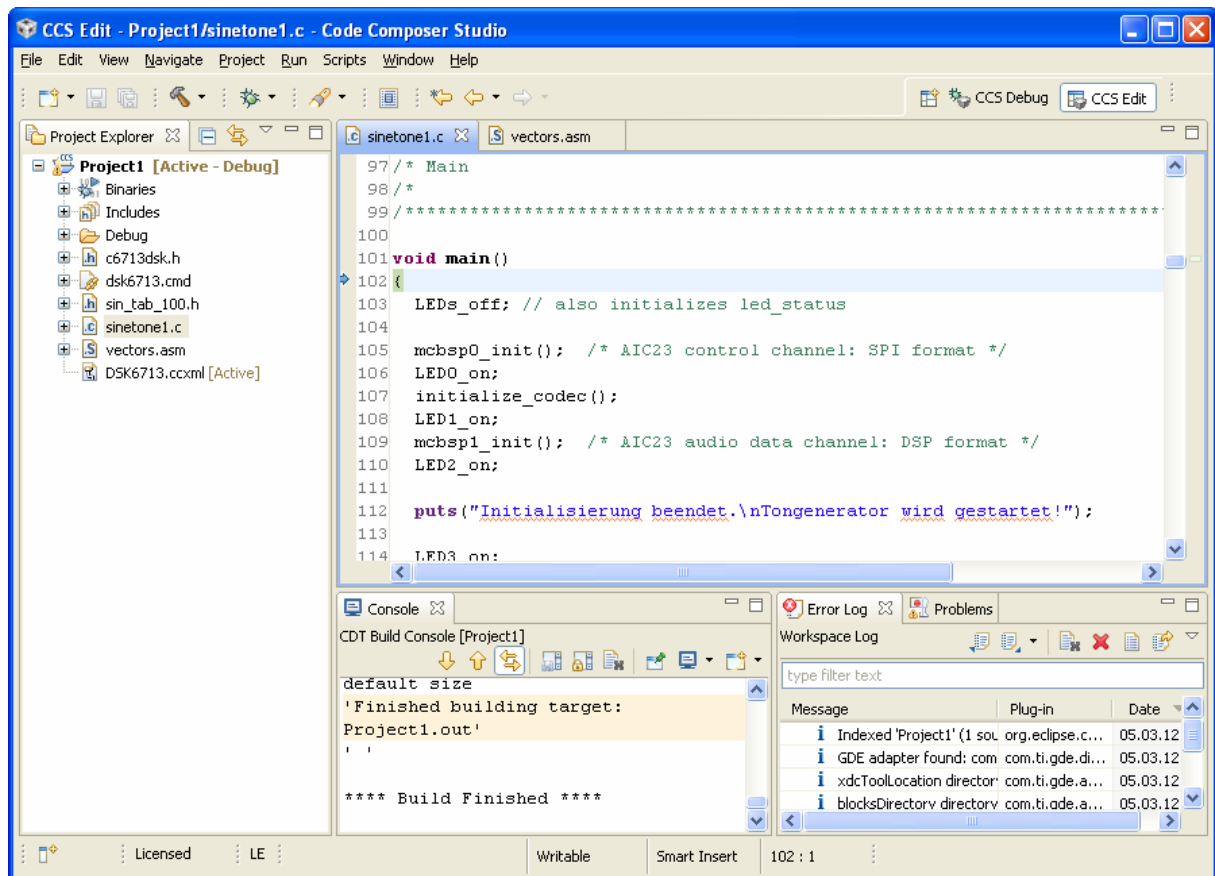 CCS Edit - Project1/sinetone1.c - Code Composer Studio
File Edit View Navigate Project Run Scripts Window Help
CCS Debug CCS Edit
Project Explorer
Project1 [Active - Debug]
Binaries
Includes
Debug
c6713dsk.h
dsk6713.cmd
sin_tab_100.h
sinetone1.c
vectors.asm
DSK6713.ccxml [Active]
sinetone1.c vectors.asm
97 /* Main
98 /*
99 /***********************************************************************
100
101 void main()
102 {
103 LEDs_off; // also initializes led_status
104
105 mcbsp0_init(); /* AIC23 control channel: SPI format */
106 LED0_on;
107 initialize_codec();
108 LED1_on;
109 mcbsp1_init(); /* AIC23 audio data channel: DSP format */
110 LED2_on;
111
112 puts("Initialisierung beendet.\nTongenerator wird gestartet!");
113
114 LED3_on;
Console
CDT Build Console [Project1]
default size
'Finished building target:
Project1.out'
' '
**** Build Finished ****
Error Log Problems
Workspace Log
type filter text
Message Plug-in Date
Indexed 'Project1' (1 sou org.eclipse.c... 05.03.12
GDE adapter found: com com.ti.gde.di... 05.03.12
xdcToolLocation director com.ti.gde.a... 05.03.12
blocksDirectory directory com.ti.gde.a... 05.03.12
Licensed LE Writable Smart Insert 102 : 1